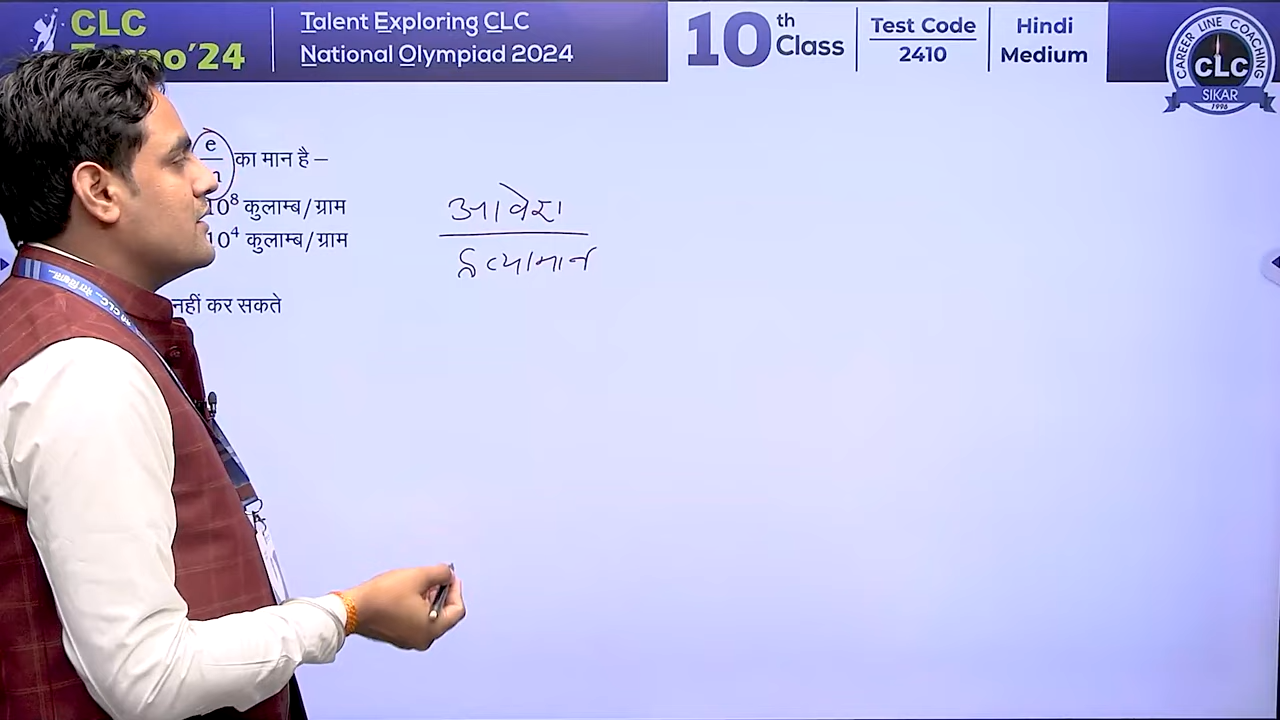 CLC
Talent Exploring CLC
National Olympiad 2024
10th Class
Test Code
2410
Hindi
Medium
CAREER LINE COACHING
CLC
SIKAR
1996
e
का मान है –
10⁸ कुलाम्ब/ग्राम
10⁴ कुलाम्ब/ग्राम
नहीं कर सकते
आवेश
द्रव्यमान